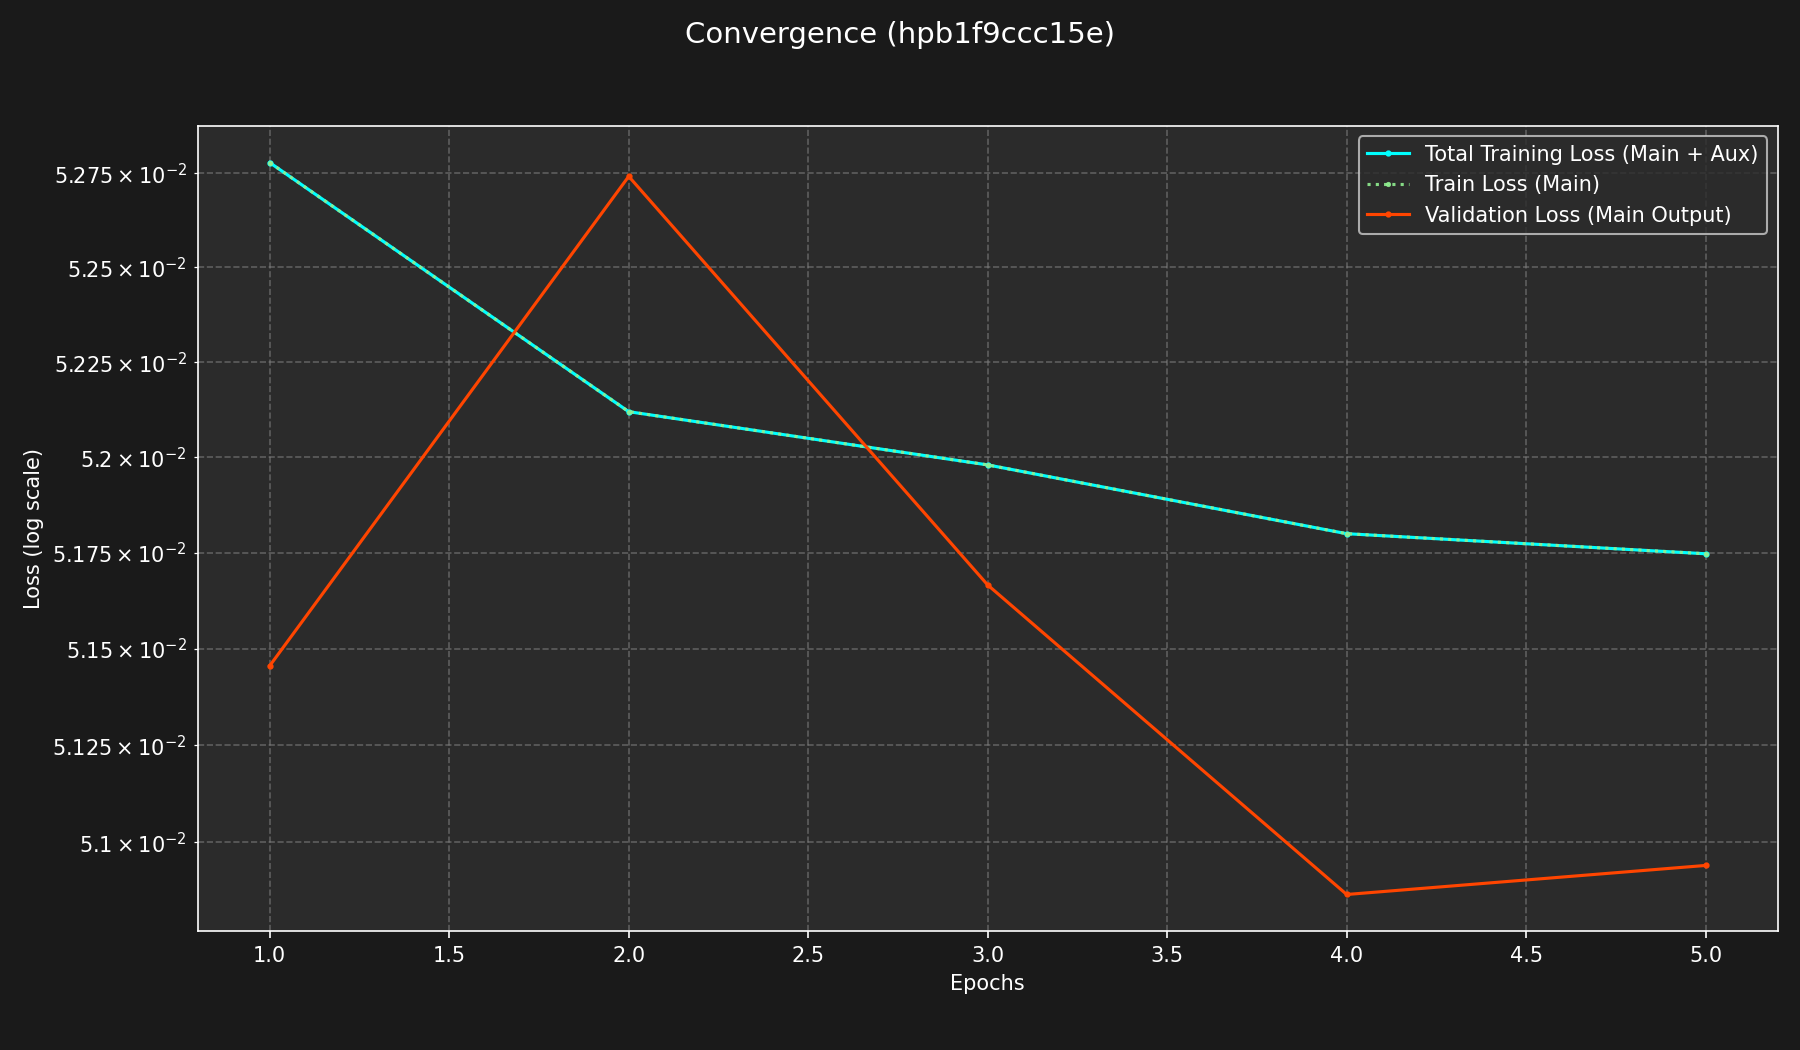 Convergence (hpb1f9ccc15e)
Total Training Loss (Main + Aux)
Train Loss (Main)
Validation Loss (Main Output)
Loss (log scale)
5.275 × 10⁻²
5.25 × 10⁻²
5.225 × 10⁻²
5.2 × 10⁻²
5.175 × 10⁻²
5.15 × 10⁻²
5.125 × 10⁻²
5.1 × 10⁻²
1.0 1.5 2.0 2.5 3.0 3.5 4.0 4.5 5.0
Epochs